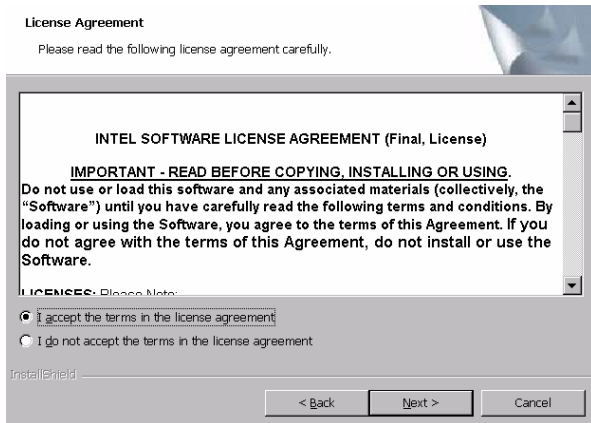 License Agreement
Please read the following license agreement carefully.
INTEL SOFTWARE LICENSE AGREEMENT (Final, License)
IMPORTANT - READ BEFORE COPYING, INSTALLING OR USING.
Do not use or load this software and any associated materials (collectively, the
“Software”) until you have carefully read the following terms and conditions. By
loading or using the Software, you agree to the terms of this Agreement. If you
do not agree with the terms of this Agreement, do not install or use the
Software.
LICENSES: Please Note:
I accept the terms in the license agreement
I do not accept the terms in the license agreement
InstallShield
< Back
Next >
Cancel